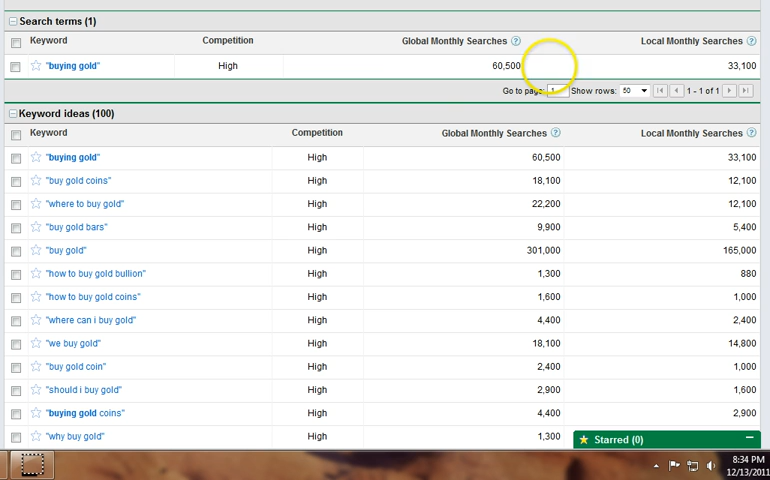 Search terms (1)
Keyword Competition Global Monthly Searches ? Local Monthly Searches ?
"buying gold" High 60,500 33,100
Go to page: 1 Show rows: 50 1 - 1 of 1
Keyword ideas (100)
Keyword Competition Global Monthly Searches ? Local Monthly Searches ?
"buying gold" High 60,500 33,100
"buy gold coins" High 18,100 12,100
"where to buy gold" High 22,200 12,100
"buy gold bars" High 9,900 5,400
"buy gold" High 301,000 165,000
"how to buy gold bullion" High 1,300 880
"how to buy gold coins" High 1,600 1,000
"where can i buy gold" High 4,400 2,400
"we buy gold" High 18,100 14,800
"buy gold coin" High 2,400 1,000
"should i buy gold" High 2,900 1,600
"buying gold coins" High 4,400 2,900
"why buy gold" High 1,300
Starred (0)
8:34 PM
12/13/2011